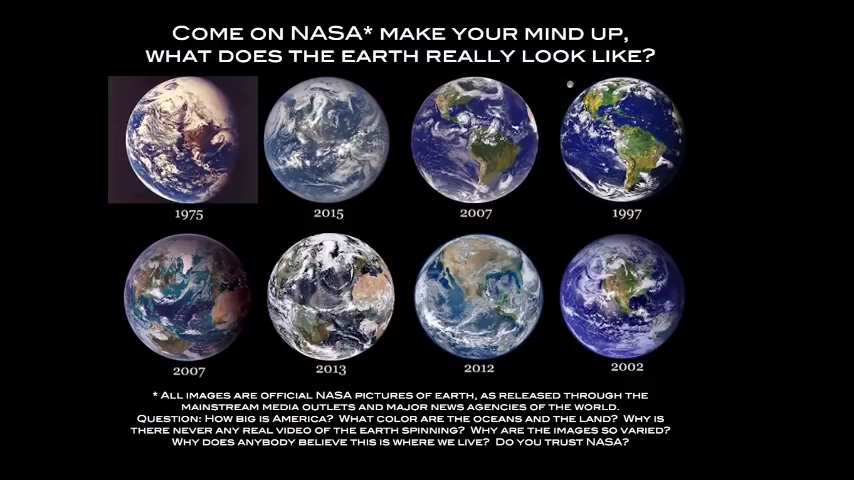 Come on NASA* make your mind up,
what does the earth really look like?
1975
2015
2007
1997
2007
2013
2012
2002
* All images are official NASA pictures of earth, as released through the
mainstream media outlets and major news agencies of the world.
Question: How big is America? What color are the oceans and the land? Why is
there never any real video of the earth spinning? Why are the images so varied?
Why does anybody believe this is where we live? Do you trust NASA?